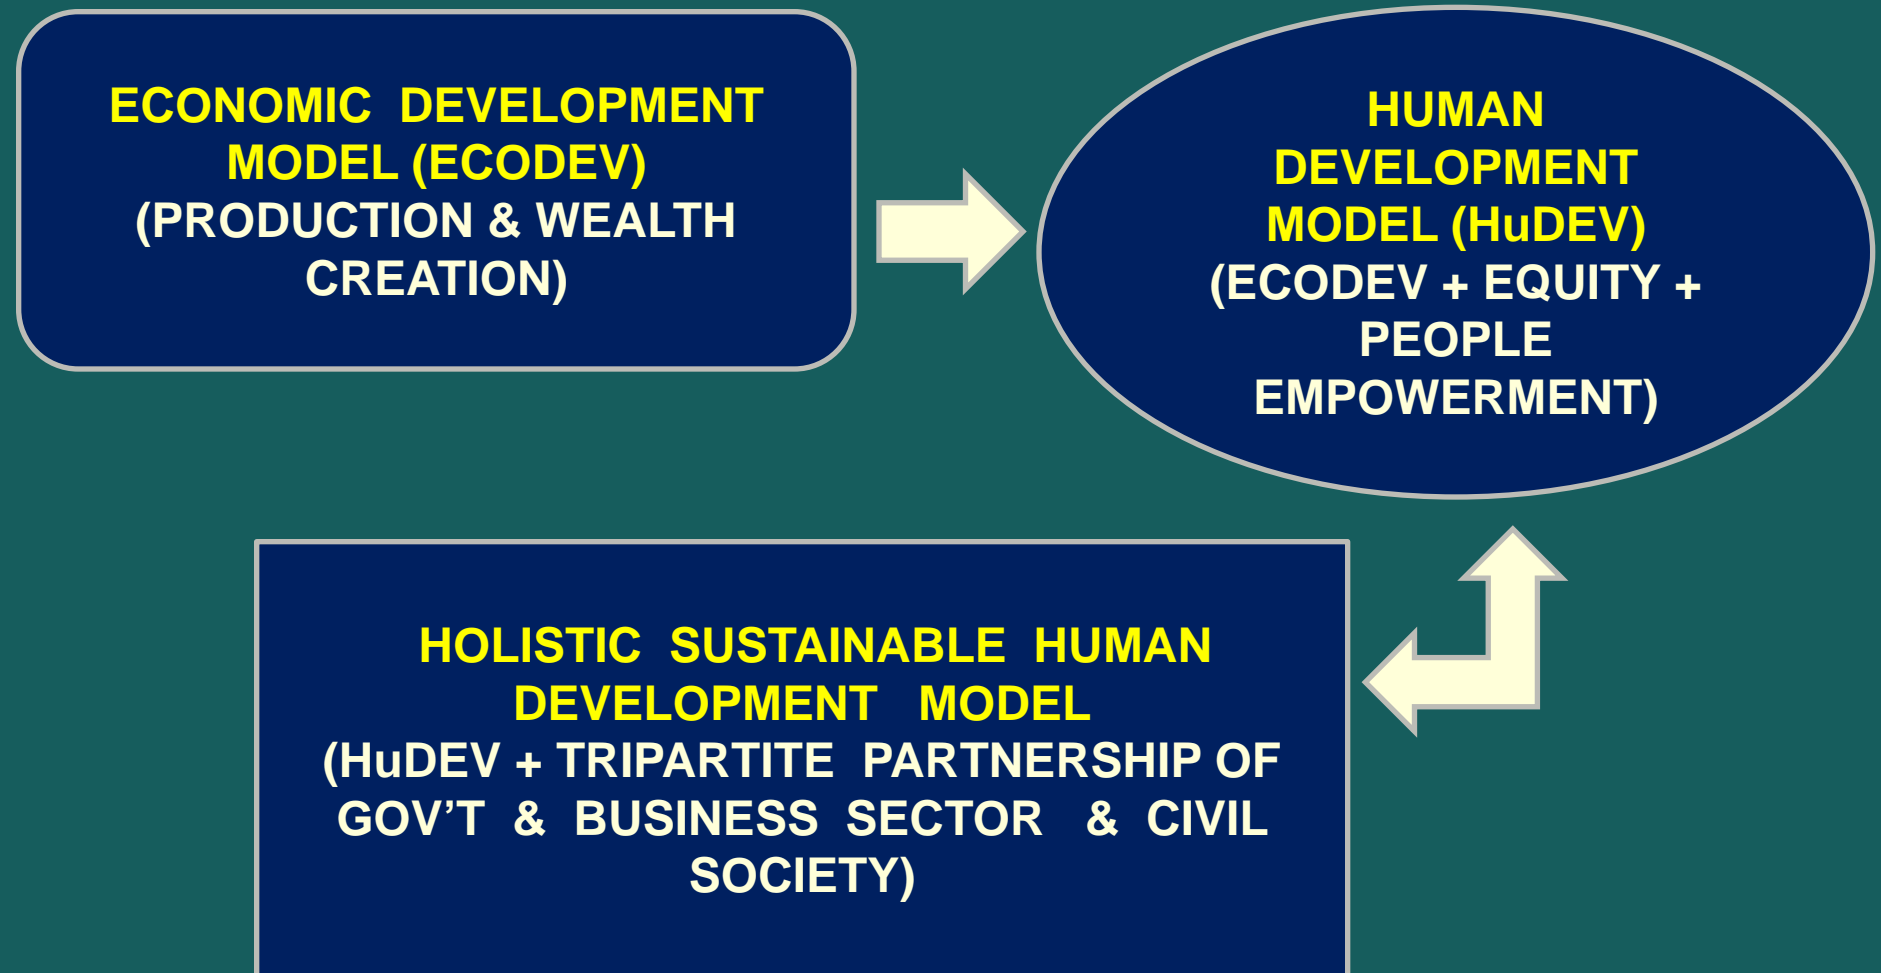 ECONOMIC DEVELOPMENT
MODEL (ECODEV)
(PRODUCTION & WEALTH
CREATION)
HUMAN
DEVELOPMENT
MODEL (HuDEV)
(ECODEV + EQUITY +
PEOPLE
EMPOWERMENT)
HOLISTIC SUSTAINABLE HUMAN
DEVELOPMENT MODEL
(HuDEV + TRIPARTITE PARTNERSHIP OF
GOV’T & BUSINESS SECTOR & CIVIL
SOCIETY)